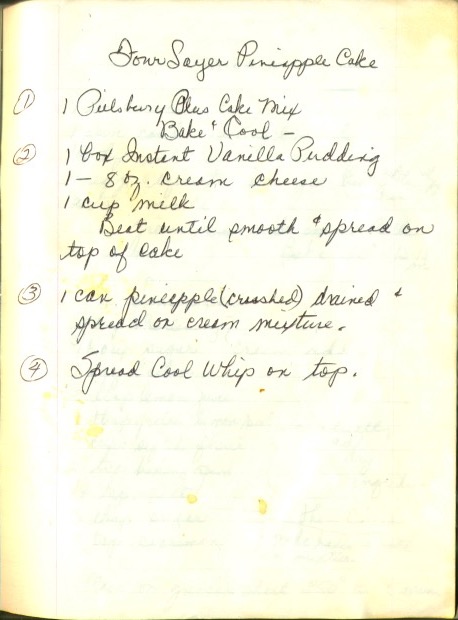 Four Sayer Pineapple Cake
① 1 Pillsbury Plus Cake Mix
Bake & Cool -
② 1 box Instant Vanilla Pudding
1 - 8 oz. cream cheese
1 cup milk
Beat until smooth & spread on
top of cake
③ 1 can pineapple (crooshed) drained &
spread on cream mixture.
④ Spread Cool Whip on top.